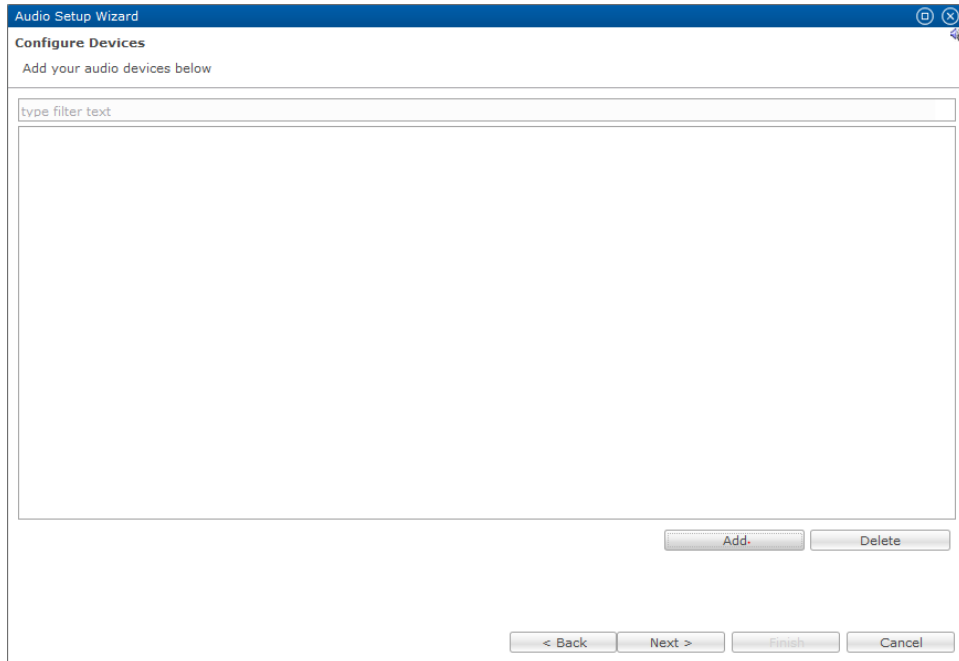 Audio Setup Wizard
Configure Devices
Add your audio devices below
type filter text
Add
Delete
< Back
Next >
Finish
Cancel